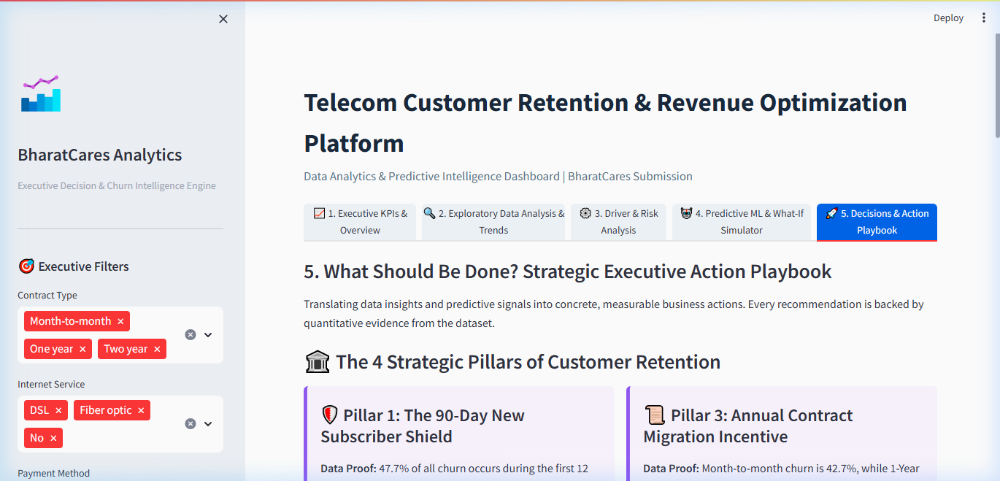 Deploy
BharatCares Analytics
Executive Decision & Churn Intelligence Engine
Executive Filters
Contract Type
Month-to-month
One year
Two year
Internet Service
DSL
Fiber optic
No
Payment Method
Telecom Customer Retention & Revenue Optimization
Platform
Data Analytics & Predictive Intelligence Dashboard | BharatCares Submission
1. Executive KPIs &
Overview
2. Exploratory Data Analysis &
Trends
3. Driver & Risk
Analysis
4. Predictive ML & What-If
Simulator
5. Decisions & Action
Playbook
5. What Should Be Done? Strategic Executive Action Playbook
Translating data insights and predictive signals into concrete, measurable business actions. Every recommendation is backed by
quantitative evidence from the dataset.
The 4 Strategic Pillars of Customer Retention
Pillar 1: The 90-Day New
Subscriber Shield
Data Proof: 47.7% of all churn occurs during the first 12
Pillar 3: Annual Contract
Migration Incentive
Data Proof: Month-to-month churn is 42.7%, while 1-Year